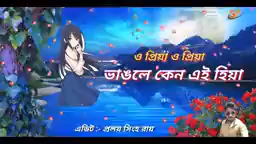 ও প্রিয়া ও প্রিয়া
ভাঙলে কেন এই হিয়া
এডিট :- প্রলয় সিংহ রায়